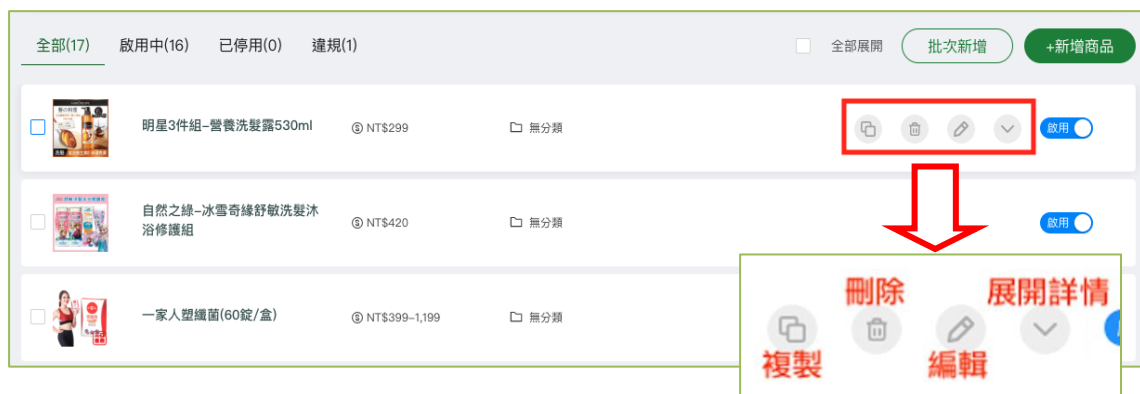 全部(17) 啟用中(16) 已停用(0) 違規(1) 全部展開 批次新增 +新增商品
明星3件組–營養洗髮露530ml NT$299 無分類 啟用
自然之綠–冰雪奇緣舒敏洗髮沐
浴修護組 NT$420 無分類 啟用
一家人塑纖菌(60錠/盒) NT$399–1,199 無分類
刪除 展開詳情
複製 編輯